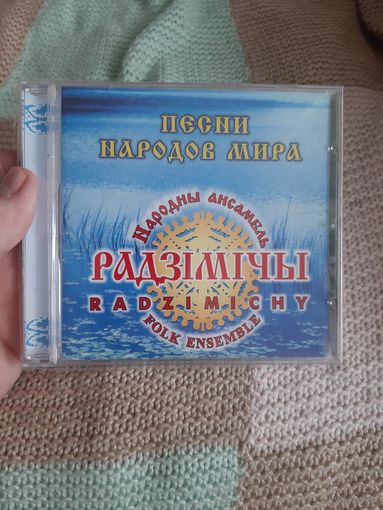 ПЕСНИ
НАРОДОВ МИРА
НАРОДНЫ АНСАМБЛЬ
РАДЗІМІЧЫ
RADZIMICHY
FOLK ENSEMBLE